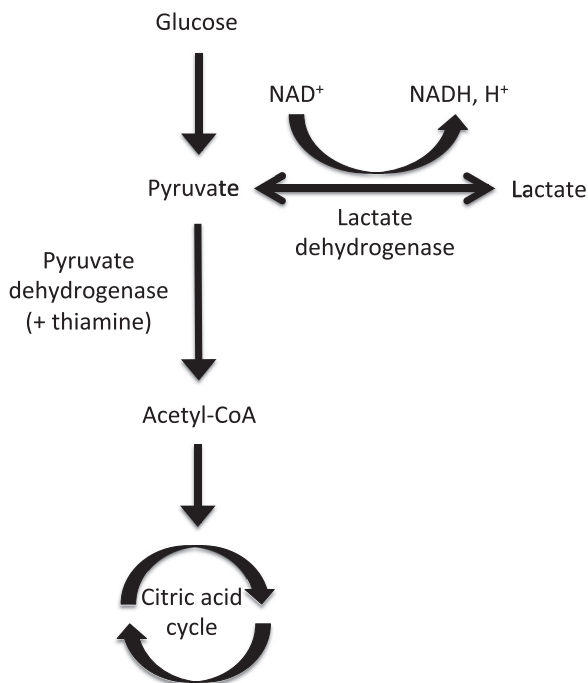 Glucose
NAD⁺
NADH, H⁺
Pyruvate
Lactate
Lactate
dehydrogenase
Pyruvate
dehydrogenase
(+ thiamine)
Acetyl-CoA
Citric acid
cycle